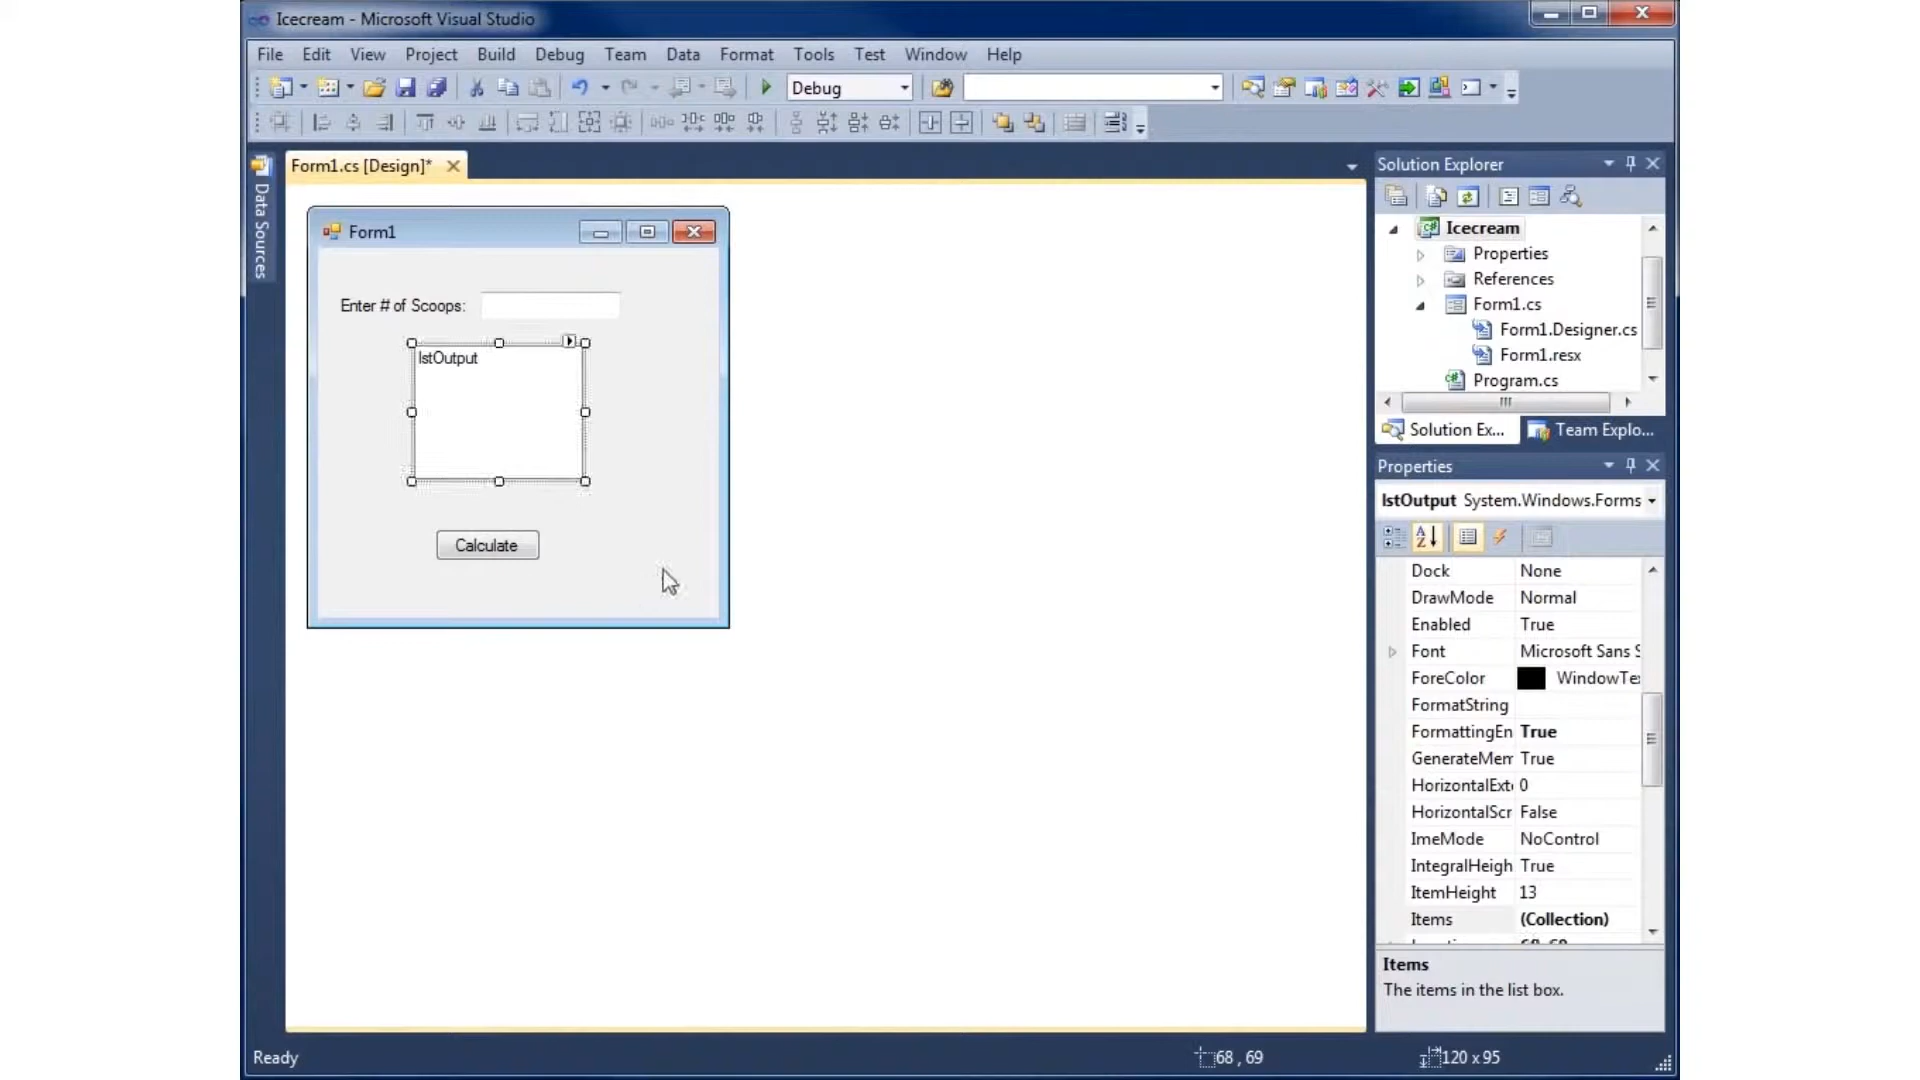 Icecream - Microsoft Visual Studio
File Edit View Project Build Debug Team Data Format Tools Test Window Help
Debug
Data Sources
Form1.cs [Design]*
Form1
Enter # of Scoops:
lstOutput
Calculate
Solution Explorer
Icecream
Properties
References
Form1.cs
Form1.Designer.cs
Form1.resx
Program.cs
Solution Ex... Team Explo...
Properties
lstOutput System.Windows.Forms
Dock None
DrawMode Normal
Enabled True
Font Microsoft Sans S
ForeColor WindowTe
FormatString
FormattingEn True
GenerateMem True
HorizontalExt 0
HorizontalScr False
ImeMode NoControl
IntegralHeigh True
ItemHeight 13
Items (Collection)
Items
The items in the list box.
Ready 68 , 69 120 x 95